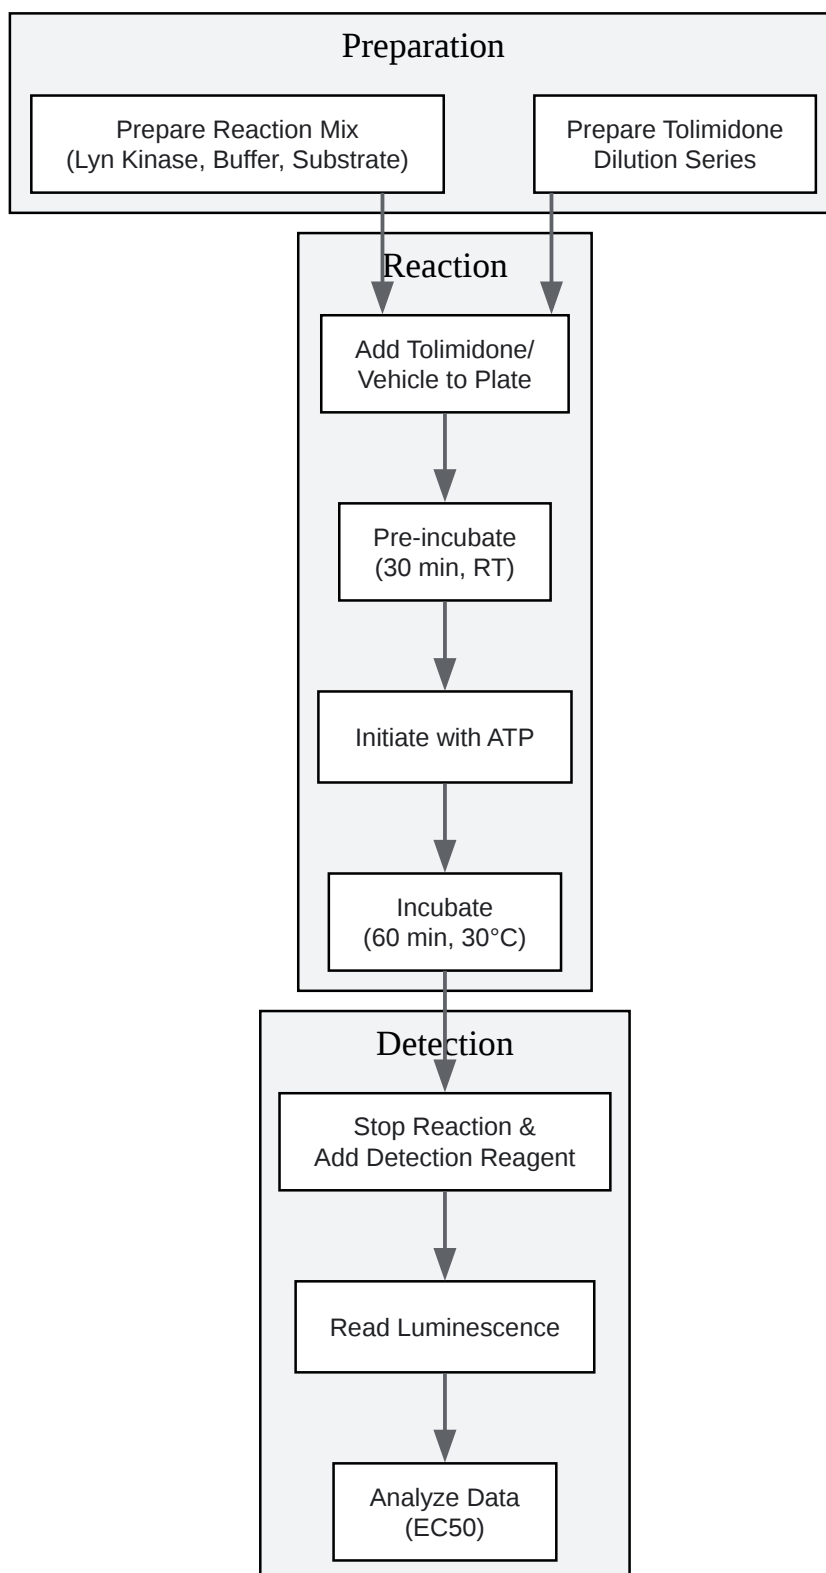 Preparation
Prepare Reaction Mix
(Lyn Kinase, Buffer, Substrate)
Prepare Tolimidone
Dilution Series
Reaction
Add Tolimidone/
Vehicle to Plate
Pre-incubate
(30 min, RT)
Initiate with ATP
Incubate
(60 min, 30°C)
Detection
Stop Reaction &
Add Detection Reagent
Read Luminescence
Analyze Data
(EC50)